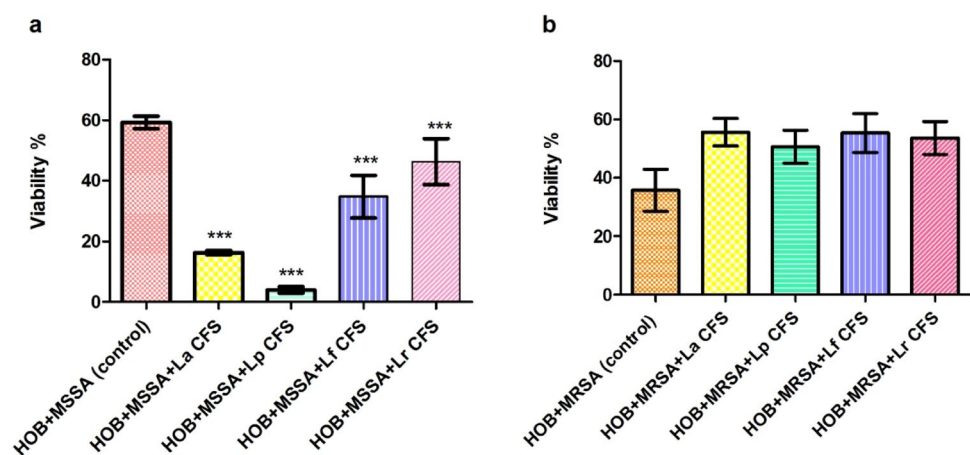 a
Viability %
80
60
40
20
0
***
***
***
***
HOB+MSSA (control)
HOB+MSSA+La CFS
HOB+MSSA+Lp CFS
HOB+MSSA+Lf CFS
HOB+MSSA+Lr CFS
b
Viability %
80
60
40
20
0
HOB+MRSA (control)
HOB+MRSA+La CFS
HOB+MRSA+Lp CFS
HOB+MRSA+Lf CFS
HOB+MRSA+Lr CFS